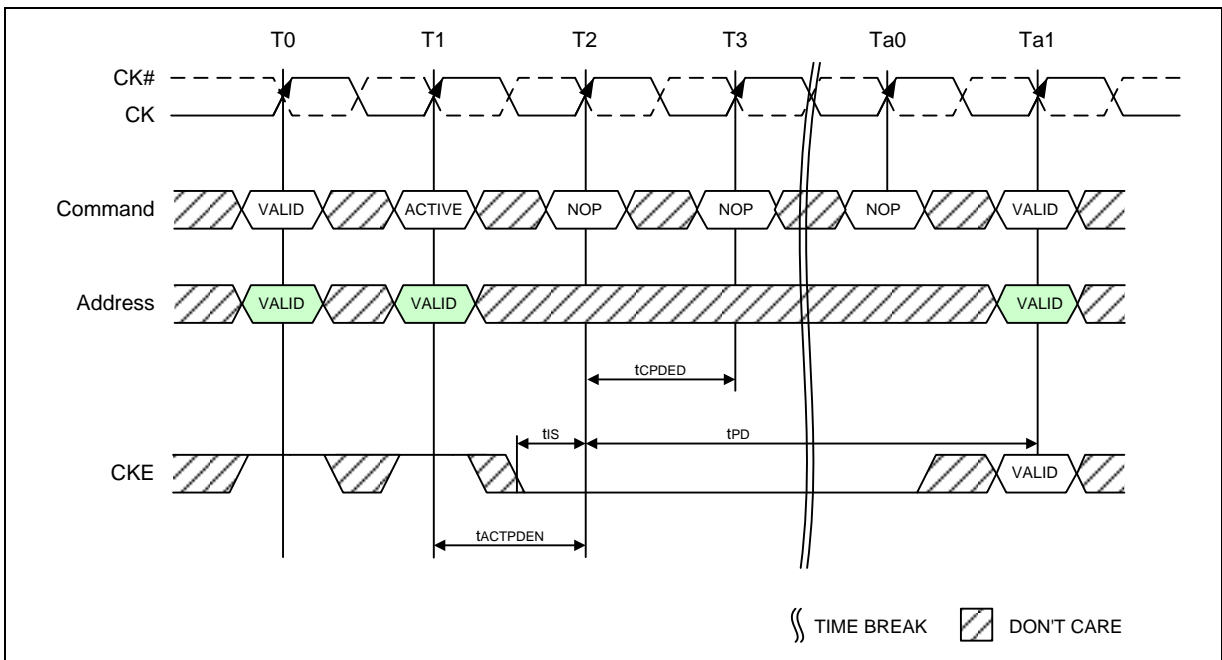 T0 T1 T2 T3 Ta0 Ta1
CK#
CK
Command VALID ACTIVE NOP NOP NOP VALID
Address VALID VALID VALID
tCPDED
tIS tPD
CKE VALID
tACTPDEN
TIME BREAK DON'T CARE